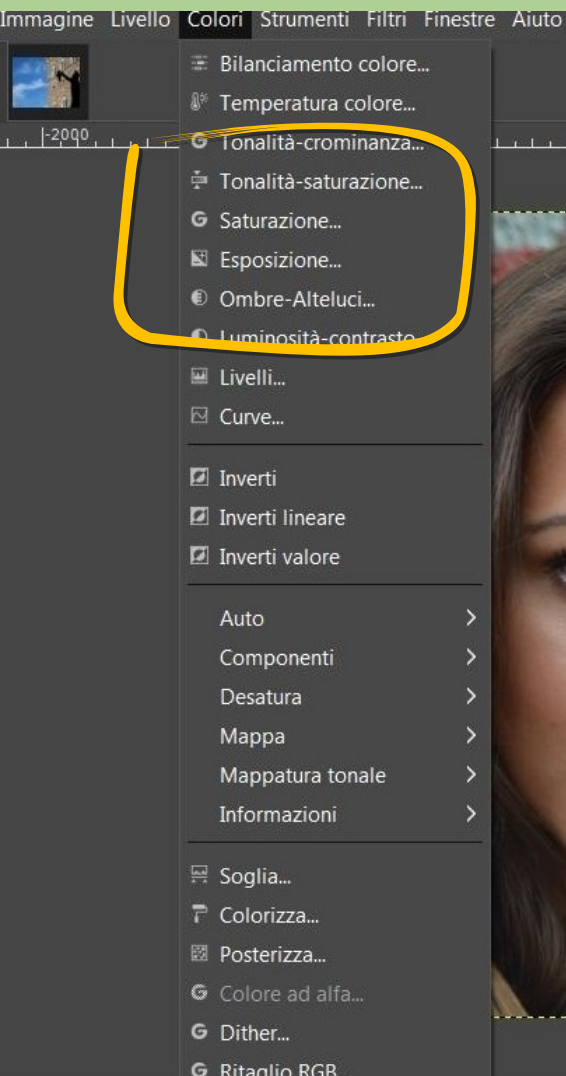 Immagine Livello Colori Strumenti Filtri Finestre Aiuto
Bilanciamento colore...
Temperatura colore...
-2000
Tonalità-crominanza...
Tonalità-saturazione...
Saturazione...
Esposizione...
Ombre-Alteluci...
Luminosità-contrasto
Livelli...
Curve...
Inverti
Inverti lineare
Inverti valore
Auto
Componenti
Desatura
Mappa
Mappatura tonale
Informazioni
Soglia...
Colorizza...
Posterizza...
Colore ad alfa...
Dither...
Ritaglio RGB